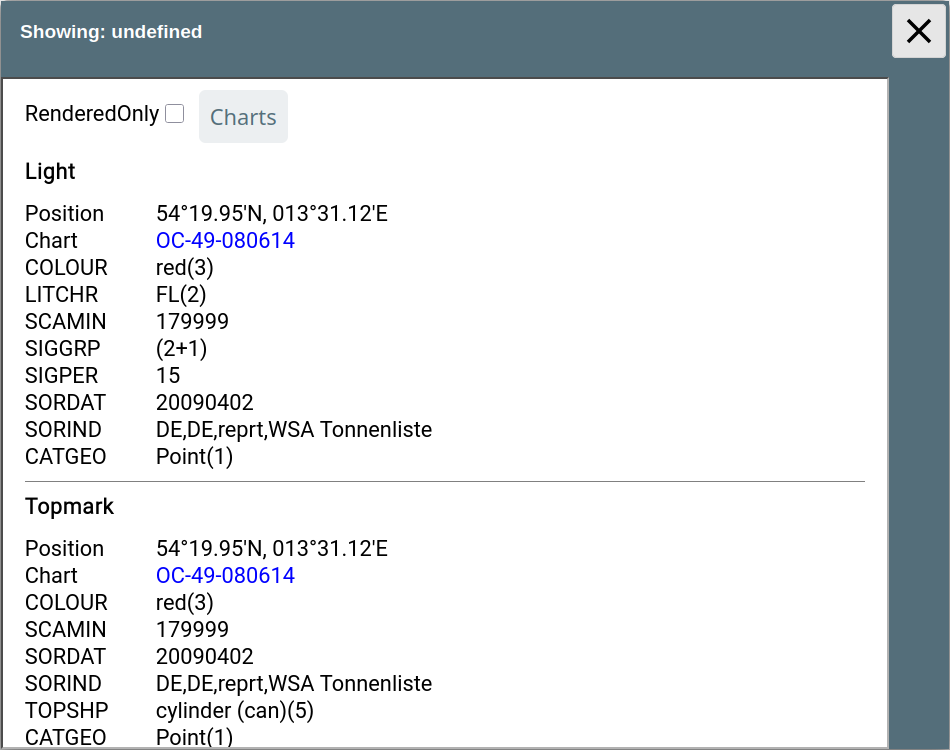 Showing: undefined
RenderedOnly Charts
Light
Position 54°19.95'N, 013°31.12'E
Chart OC-49-080614
COLOUR red(3)
LITCHR FL(2)
SCAMIN 179999
SIGGRP (2+1)
SIGPER 15
SORDAT 20090402
SORIND DE,DE,reprt,WSA Tonnenliste
CATGEO Point(1)
Topmark
Position 54°19.95'N, 013°31.12'E
Chart OC-49-080614
COLOUR red(3)
SCAMIN 179999
SORDAT 20090402
SORIND DE,DE,reprt,WSA Tonnenliste
TOPSHP cylinder (can)(5)
CATGEO Point(1)